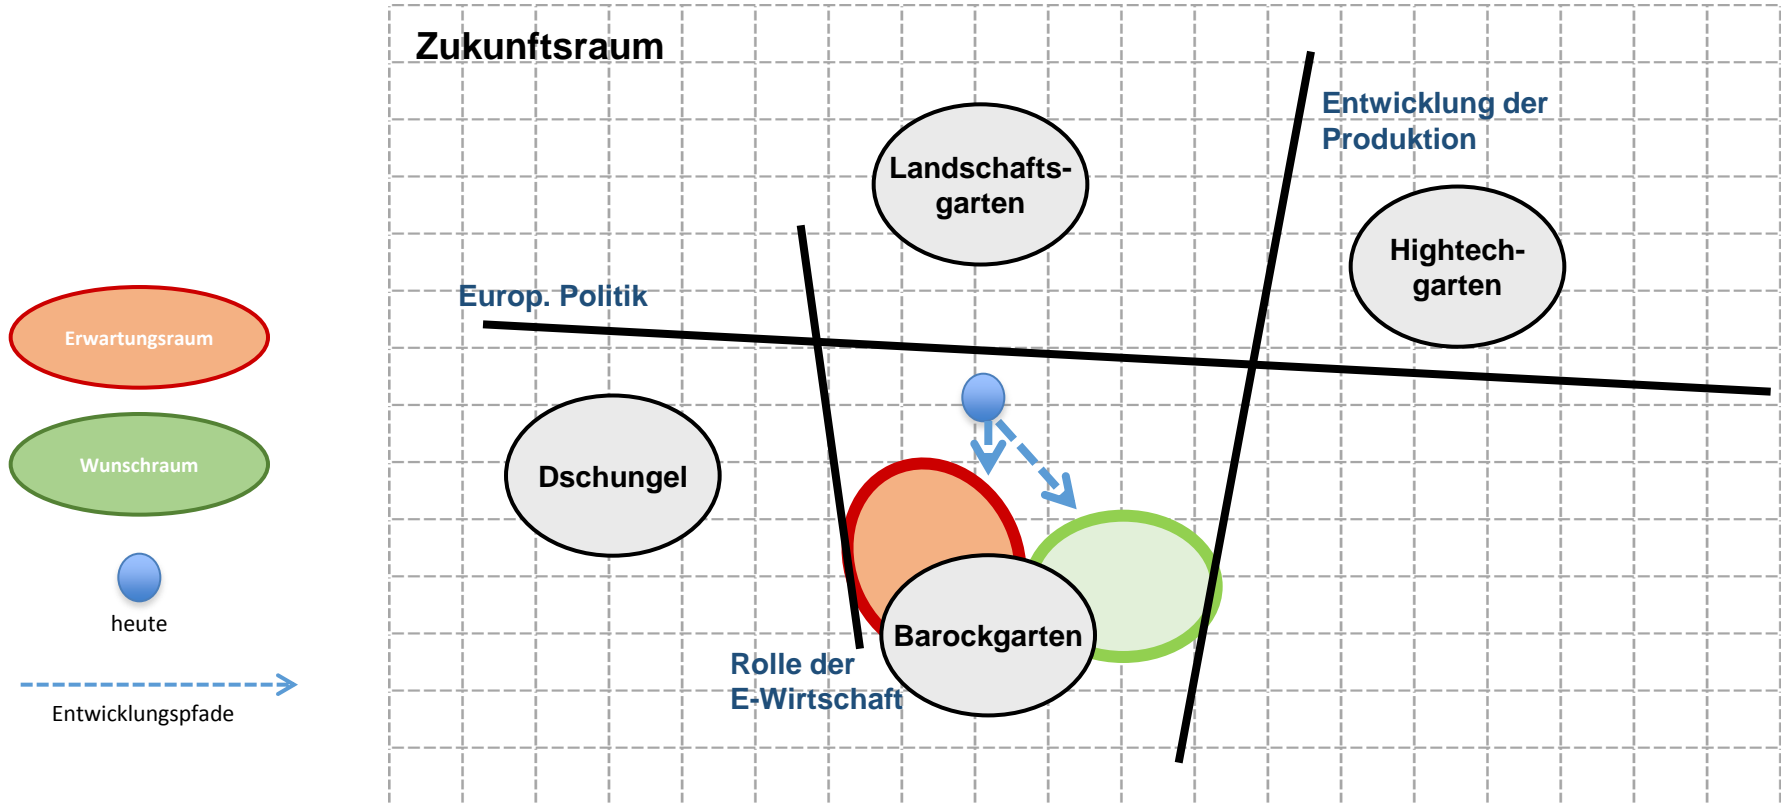 Zukunftsraum
Entwicklung der
Produktion
Landschafts-
garten
Hightech-
garten
Europ. Politik
Erwartungsraum
Wunschraum
Dschungel
heute
Barockgarten
Rolle der
E-Wirtschaft
Entwicklungspfade